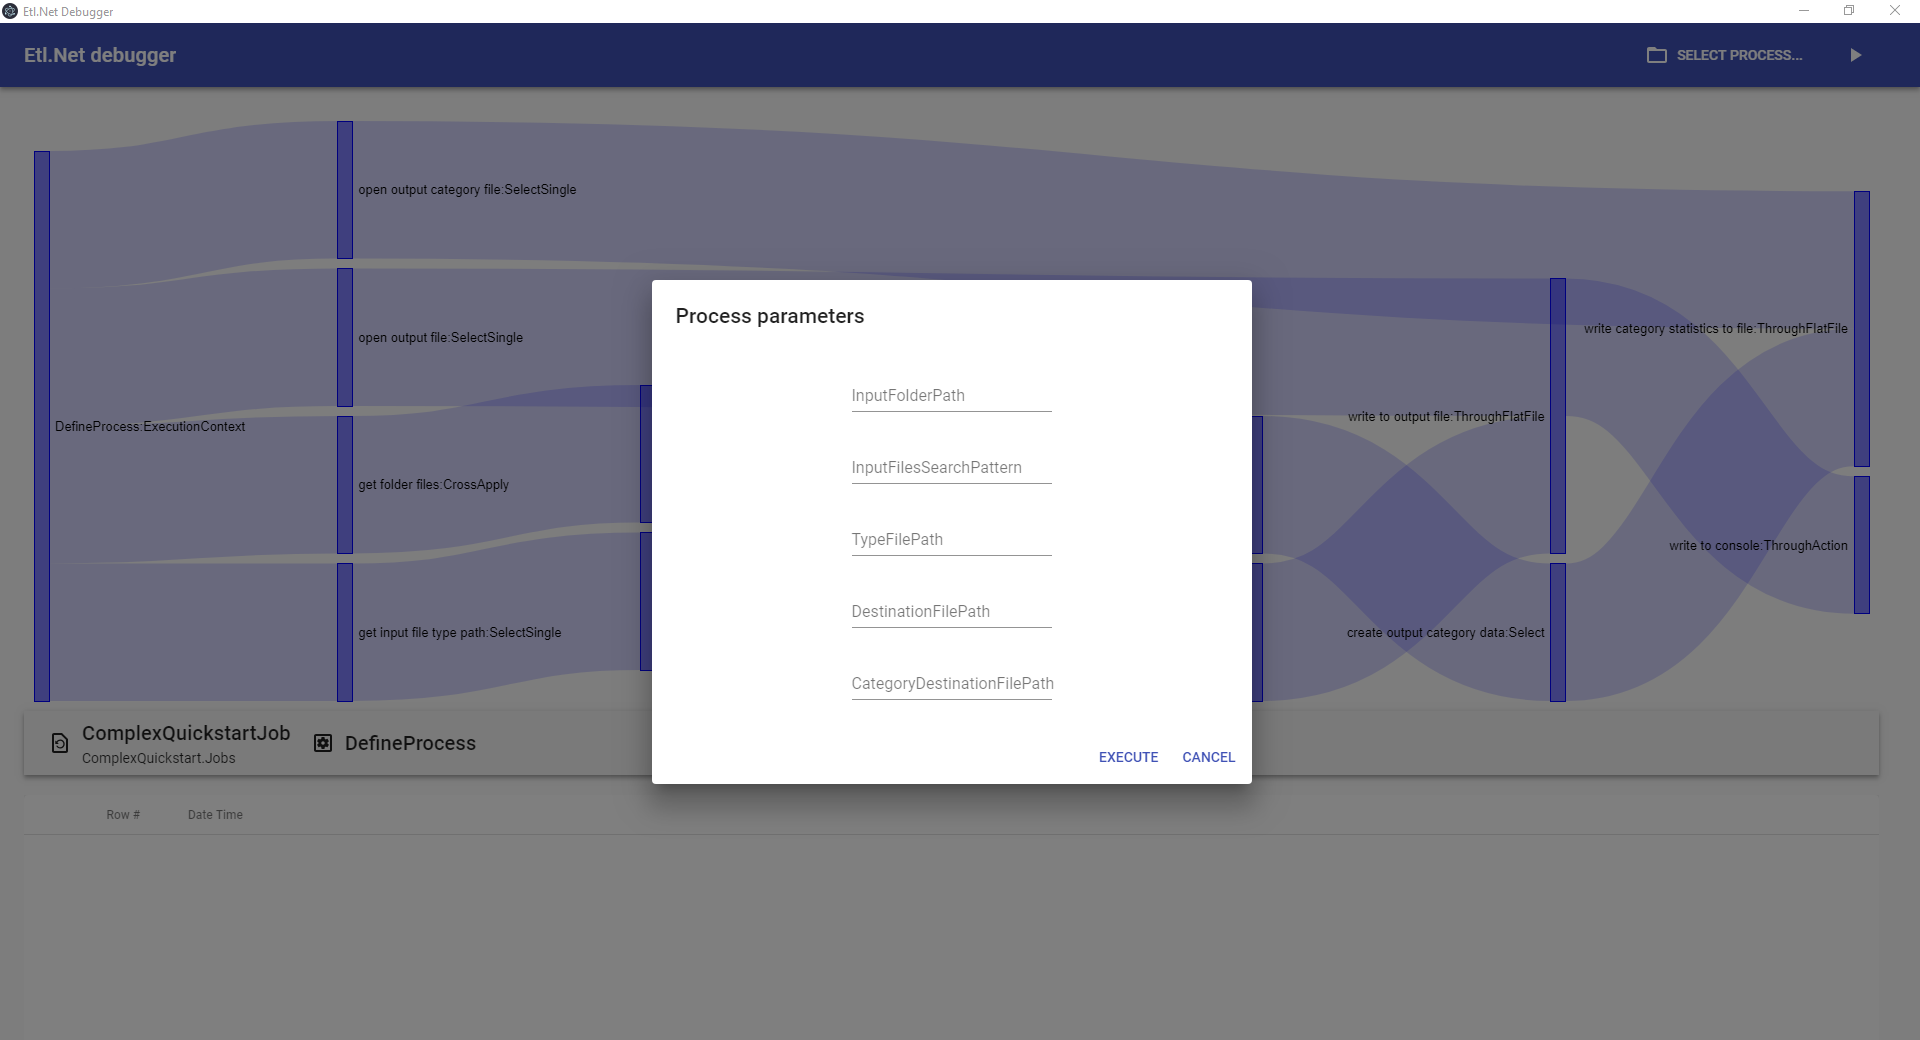 Etl.Net Debugger
Etl.Net debugger
SELECT PROCESS...
open output category file:SelectSingle
open output file:SelectSingle
DefineProcess:ExecutionContext
get folder files:CrossApply
get input file type path:SelectSingle
write category statistics to file:ThroughFlatFile
write to output file:ThroughFlatFile
write to console:ThroughAction
create output category data:Select
Process parameters
InputFolderPath
InputFilesSearchPattern
TypeFilePath
DestinationFilePath
CategoryDestinationFilePath
EXECUTE CANCEL
ComplexQuickstartJob
ComplexQuickstart.Jobs
DefineProcess
Row # Date Time